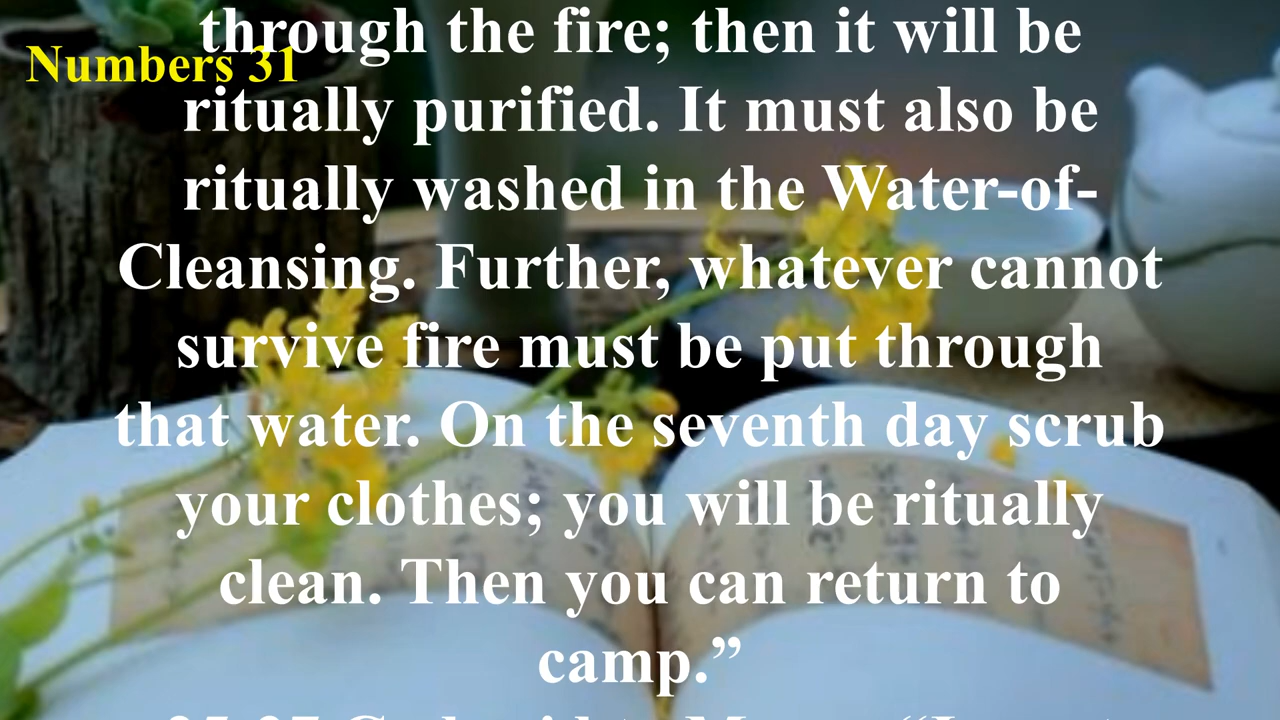 through the fire; then it will be
Numbers 31
ritually purified. It must also be
ritually washed in the Water-of-
Cleansing. Further, whatever cannot
survive fire must be put through
that water. On the seventh day scrub
your clothes; you will be ritually
clean. Then you can return to
camp.”